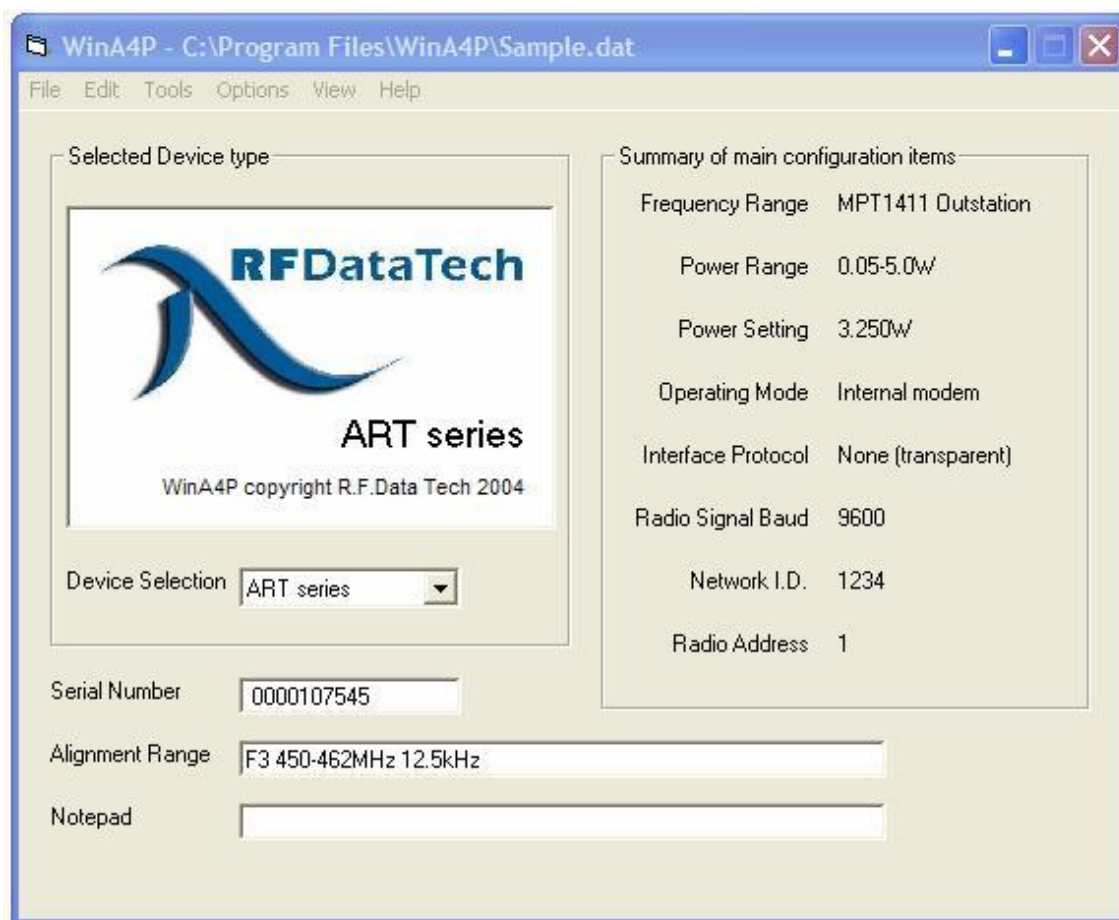 WinA4P - C:\Program Files\WinA4P\Sample.dat
File Edit Tools Options View Help
Selected Device type
RFDataTech
ART series
WinA4P copyright R.F.Data Tech 2004
Device Selection ART series
Serial Number 0000107545
Alignment Range F3 450-462MHz 12.5kHz
Notepad
Summary of main configuration items
Frequency Range MPT1411 Outstation
Power Range 0.05-5.0W
Power Setting 3.250W
Operating Mode Internal modem
Interface Protocol None (transparent)
Radio Signal Baud 9600
Network I.D. 1234
Radio Address 1